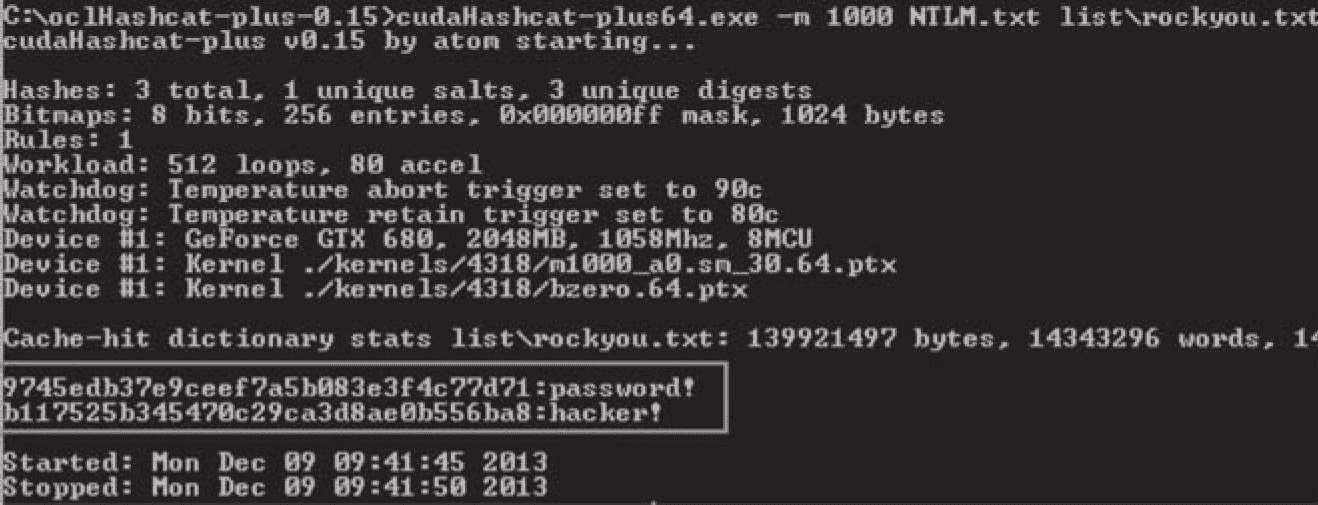 C:\oclHashcat-plus-0.15>cudaHashcat-plus64.exe -m 1000 NTLM.txt list\rockyou.txt
cudaHashcat-plus v0.15 by atom starting...
Hashes: 3 total, 1 unique salts, 3 unique digests
Bitmaps: 8 bits, 256 entries, 0x000000ff mask, 1024 bytes
Rules: 1
Workload: 512 loops, 80 accel
Watchdog: Temperature abort trigger set to 90c
Watchdog: Temperature retain trigger set to 80c
Device #1: GeForce GTX 680, 2048MB, 1058Mhz, 8MCU
Device #1: Kernel ./kernels/4318/m1000_a0.sm_30.64.ptx
Device #1: Kernel ./kernels/4318/bzero.64.ptx
Cache-hit dictionary stats list\rockyou.txt: 139921497 bytes, 14343296 words, 14
9745edb37e9ceef7a5b083e3f4c77d71:password!
b117525b345470c29ca3d8ae0b556ba8:hacker!
Started: Mon Dec 09 09:41:45 2013
Stopped: Mon Dec 09 09:41:50 2013